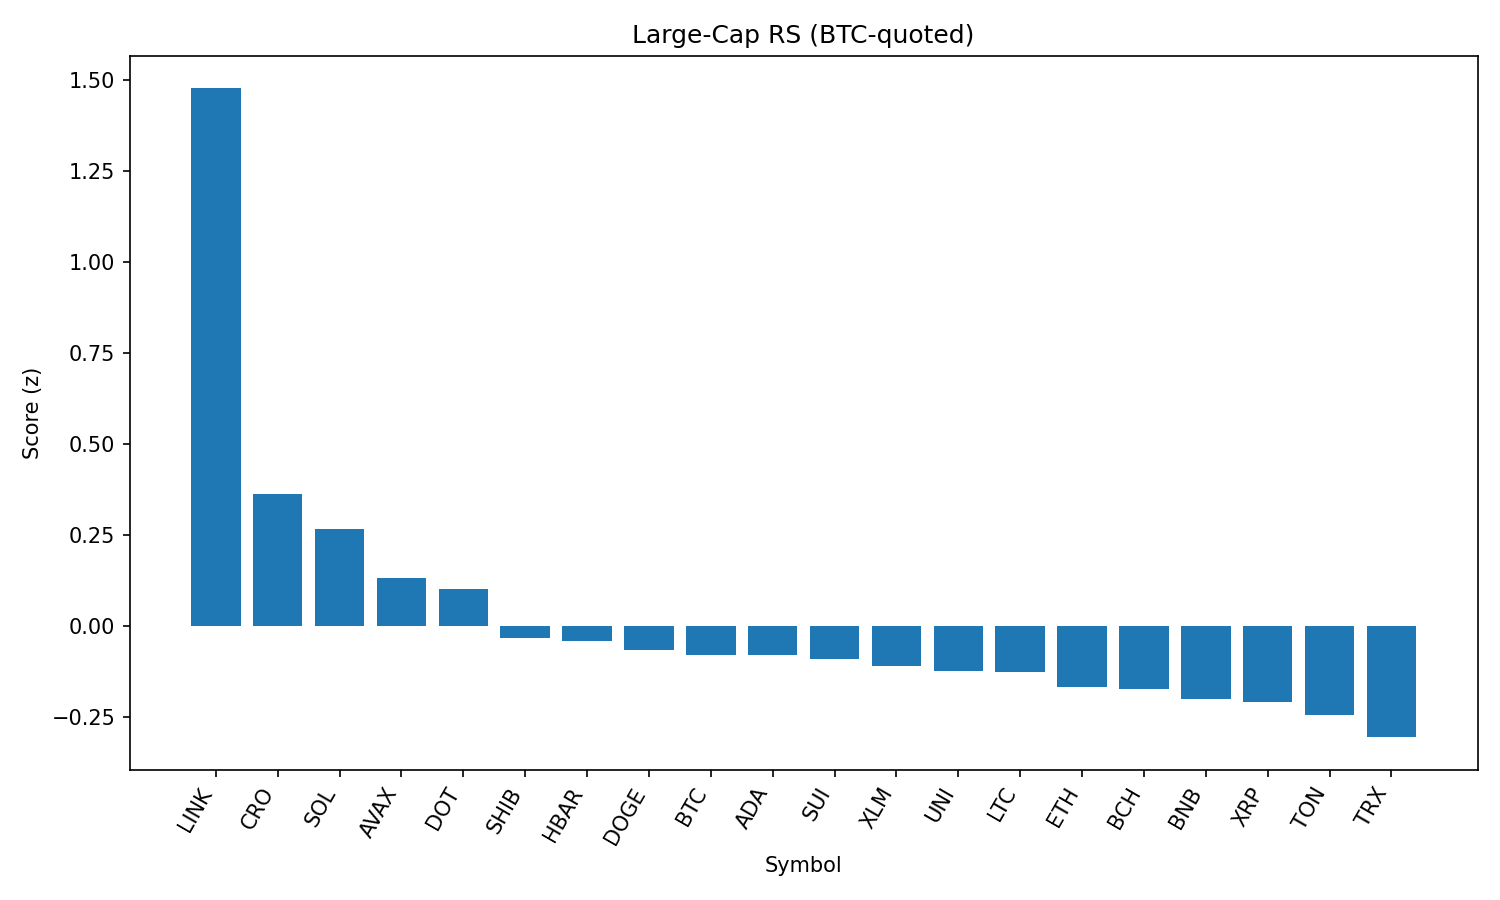 Large-Cap RS (BTC-quoted)
1.50
1.25
1.00
0.75
0.50
0.25
0.00
−0.25
Score (z)
LINK
CRO
SOL
AVAX
DOT
SHIB
HBAR
DOGE
BTC
ADA
SUI
XLM
UNI
LTC
ETH
BCH
BNB
XRP
TON
TRX
Symbol